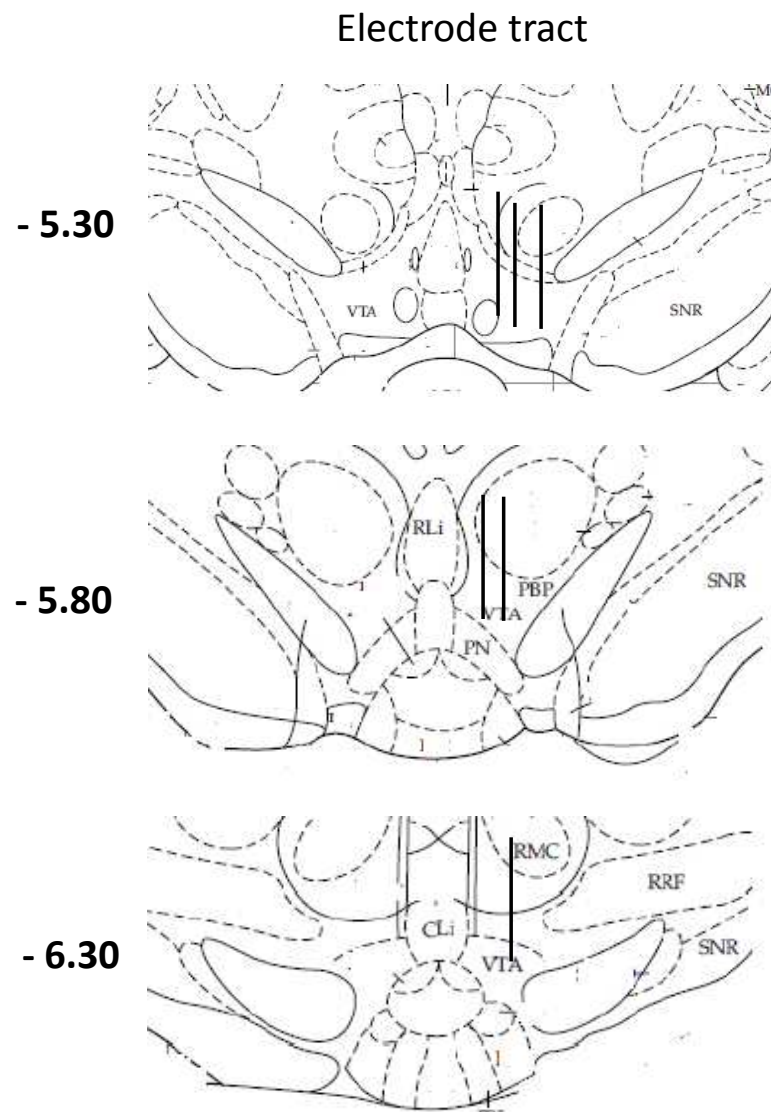 Electrode tract
- 5.30
VTA
SNR
- 5.80
RLi
PBP
SNR
VTA
PN
- 6.30
RMC
RRF
CLi
SNR
VTA